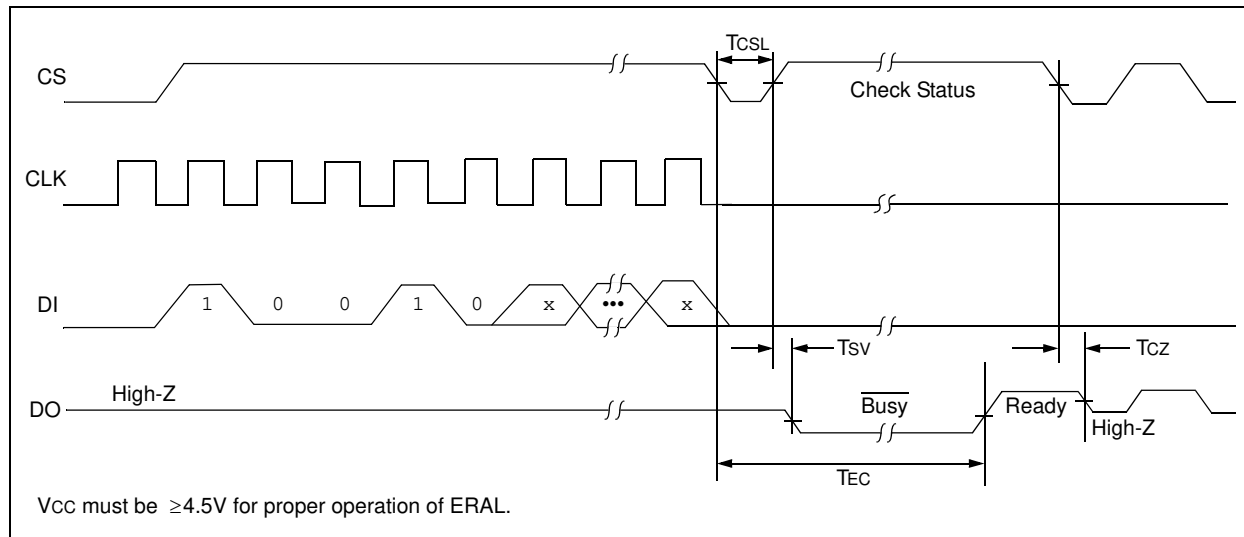 TCSL
CS
Check Status
CLK
DI
1 0 0 1 0 x ••• x
TSV
TCZ
High-Z
DO
Busy
Ready
High-Z
TEC
VCC must be ≥4.5V for proper operation of ERAL.